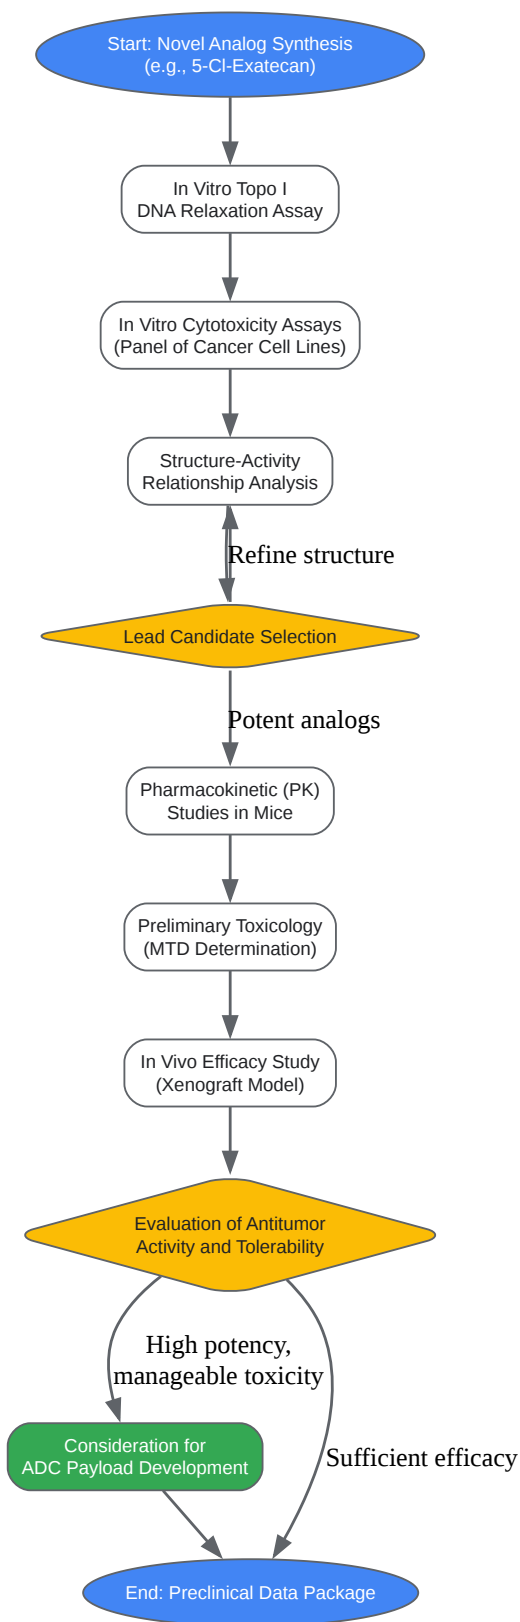 Start: Novel Analog Synthesis
(e.g., 5-Cl-Exatecan)
In Vitro Topo I
DNA Relaxation Assay
In Vitro Cytotoxicity Assays
(Panel of Cancer Cell Lines)
Structure-Activity
Relationship Analysis
Refine structure
Lead Candidate Selection
Potent analogs
Pharmacokinetic (PK)
Studies in Mice
Preliminary Toxicology
(MTD Determination)
In Vivo Efficacy Study
(Xenograft Model)
Evaluation of Antitumor
Activity and Tolerability
High potency,
manageable toxicity
Consideration for
ADC Payload Development
Sufficient efficacy
End: Preclinical Data Package